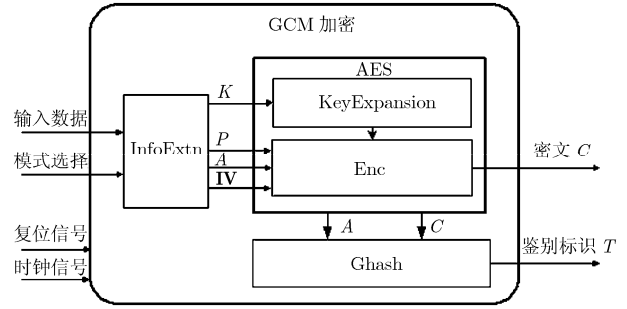 GCM 加密
AES
K
KeyExpansion
输入数据
P
InfoExtn
A
Enc
密文 C
模式选择
IV
复位信号
A
C
鉴别标识 T
时钟信号
Ghash